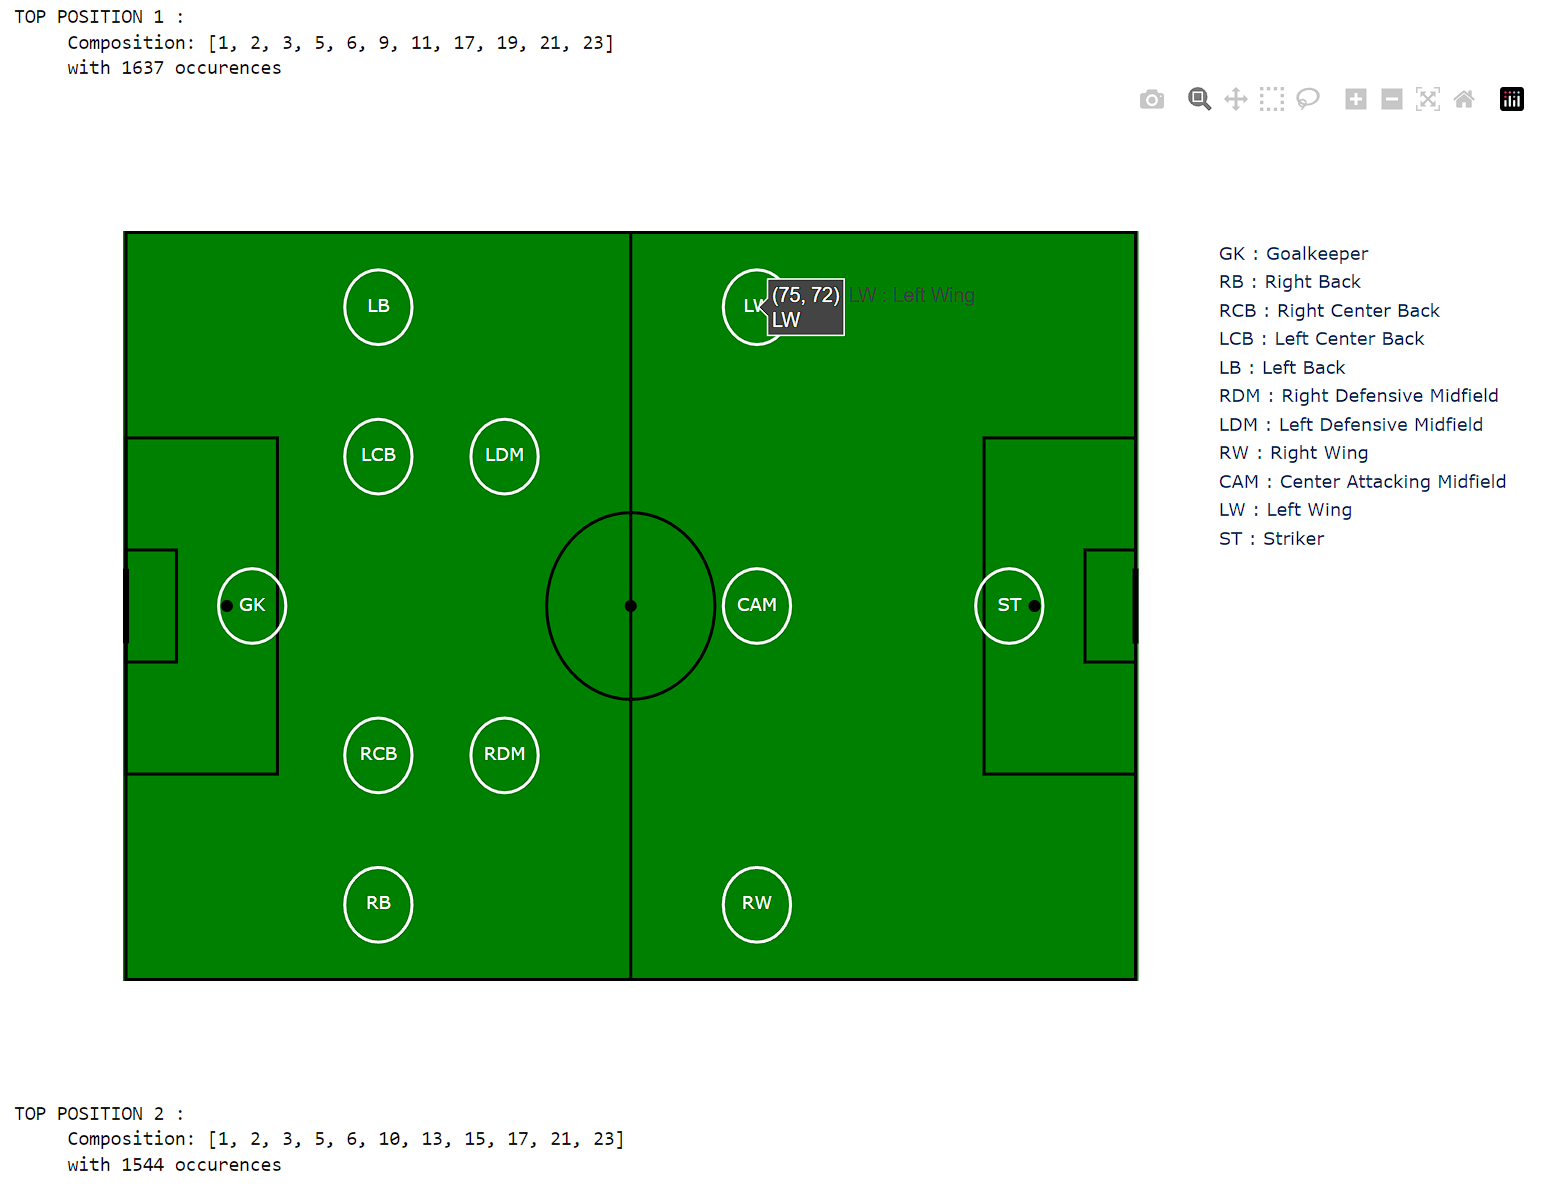 TOP POSITION 1 :
Composition: [1, 2, 3, 5, 6, 9, 11, 17, 19, 21, 23]
with 1637 occurences
LB
(75, 72) LW : Left Wing
LW
LCB
LDM
GK
CAM
ST
RCB
RDM
RB
RW
GK : Goalkeeper
RB : Right Back
RCB : Right Center Back
LCB : Left Center Back
LB : Left Back
RDM : Right Defensive Midfield
LDM : Left Defensive Midfield
RW : Right Wing
CAM : Center Attacking Midfield
LW : Left Wing
ST : Striker
TOP POSITION 2 :
Composition: [1, 2, 3, 5, 6, 10, 13, 15, 17, 21, 23]
with 1544 occurences